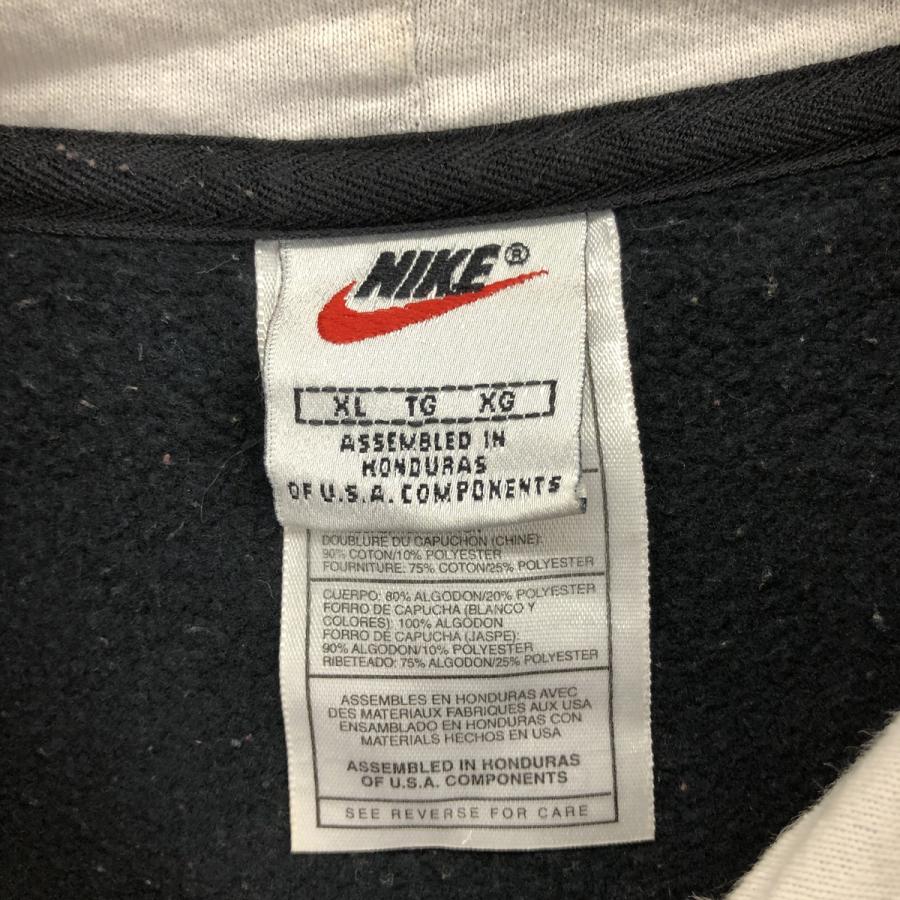 NIKE®
XL TG XG
ASSEMBLED IN
HONDURAS
OF U.S.A. COMPONENTS
DOUBLURE DU CAPUCHON (CHINE):
90% COTON/10% POLYESTER
FOURNITURE: 75% COTON/25% POLYESTER
CUERPO: 80% ALGODON/20% POLYESTER
FORRO DE CAPUCHA (BLANCO Y
COLORES): 100% ALGODON
FORRO DE CAPUCHA (JASPE):
90% ALGODON/10% POLYESTER
RIBETEADO: 75% ALGODON/25% POLYESTER
ASSEMBLES EN HONDURAS AVEC
DES MATERIAUX FABRIQUES AUX USA
ENSAMBLADO EN HONDURAS CON
MATERIALS HECHOS EN USA
ASSEMBLED IN HONDURAS
OF U.S.A. COMPONENTS
SEE REVERSE FOR CARE